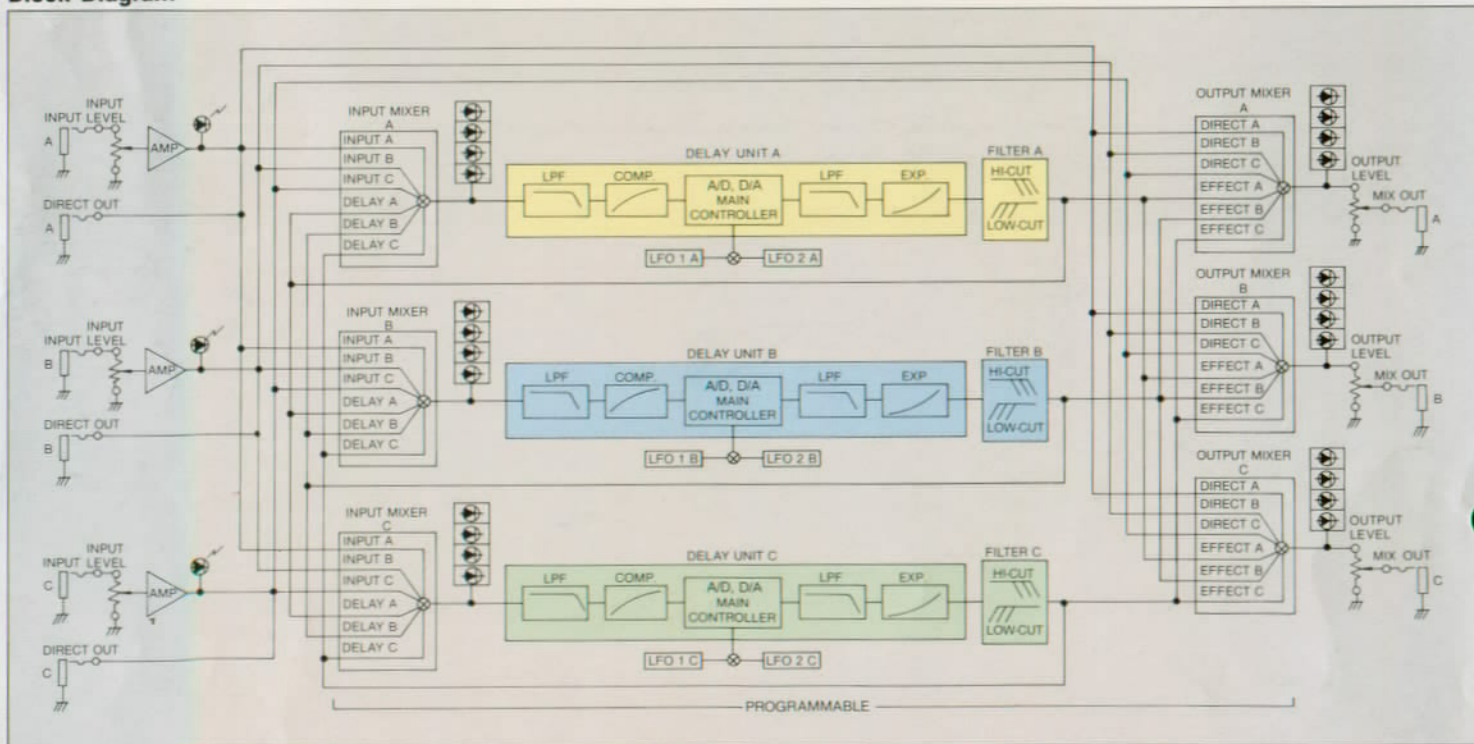 INPUT
INPUT LEVEL
A
AMP
DIRECT OUT
A
INPUT MIXER
A
INPUT A
INPUT B
INPUT C
DELAY A
DELAY B
DELAY C
DELAY UNIT A
LPF
COMP.
A/D, D/A
MAIN
CONTROLLER
LPF
EXP.
LFO 1 A
LFO 2 A
FILTER A
HI-CUT
LOW-CUT
OUTPUT MIXER
A
DIRECT A
DIRECT B
DIRECT C
EFFECT A
EFFECT B
EFFECT C
OUTPUT
LEVEL
MIX OUT
A
INPUT
INPUT LEVEL
B
AMP
DIRECT OUT
B
INPUT MIXER
B
INPUT A
INPUT B
INPUT C
DELAY A
DELAY B
DELAY C
DELAY UNIT B
LPF
COMP.
A/D, D/A
MAIN
CONTROLLER
LPF
EXP.
LFO 1 B
LFO 2 B
FILTER B
HI-CUT
LOW-CUT
OUTPUT MIXER
B
DIRECT A
DIRECT B
DIRECT C
EFFECT A
EFFECT B
EFFECT C
OUTPUT
LEVEL
MIX OUT
B
INPUT
INPUT LEVEL
C
AMP
DIRECT OUT
C
INPUT MIXER
C
INPUT A
INPUT B
INPUT C
DELAY A
DELAY B
DELAY C
DELAY UNIT C
LPF
COMP.
A/D, D/A
MAIN
CONTROLLER
LPF
EXP.
LFO 1 C
LFO 2 C
FILTER C
HI-CUT
LOW-CUT
OUTPUT MIXER
C
DIRECT A
DIRECT B
DIRECT C
EFFECT A
EFFECT B
EFFECT C
OUTPUT
LEVEL
MIX OUT
C
PROGRAMMABLE